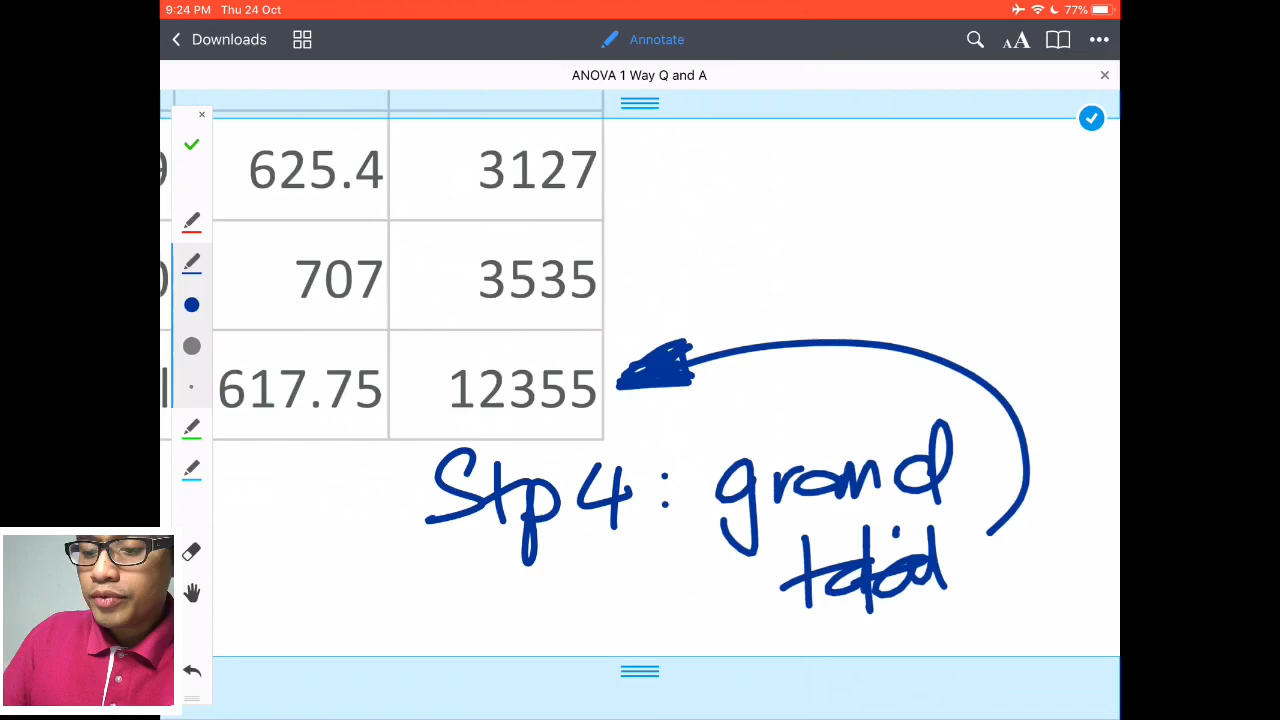 9:24 PM Thu 24 Oct 77%
Downloads Annotate AA
ANOVA 1 Way Q and A
625.4 3127
707 3535
617.75 12355
Stp 4 : grand
total